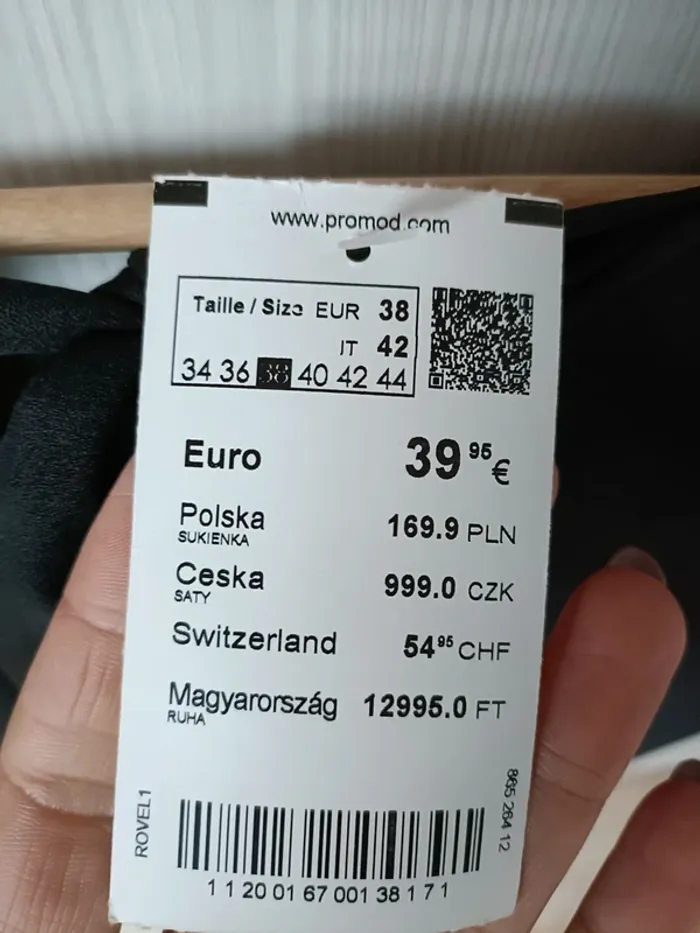 www.promod.com
Taille / Size EUR 38
IT 42
34 36 38 40 42 44
Euro 39 95 €
Polska 169.9 PLN
SUKIENKA
Ceska 999.0 CZK
SATY
Switzerland 54 95 CHF
Magyarország 12995.0 FT
RUHA
ROVEL1
865 264 12
1 1 20 01 67 001 38 1 7 1